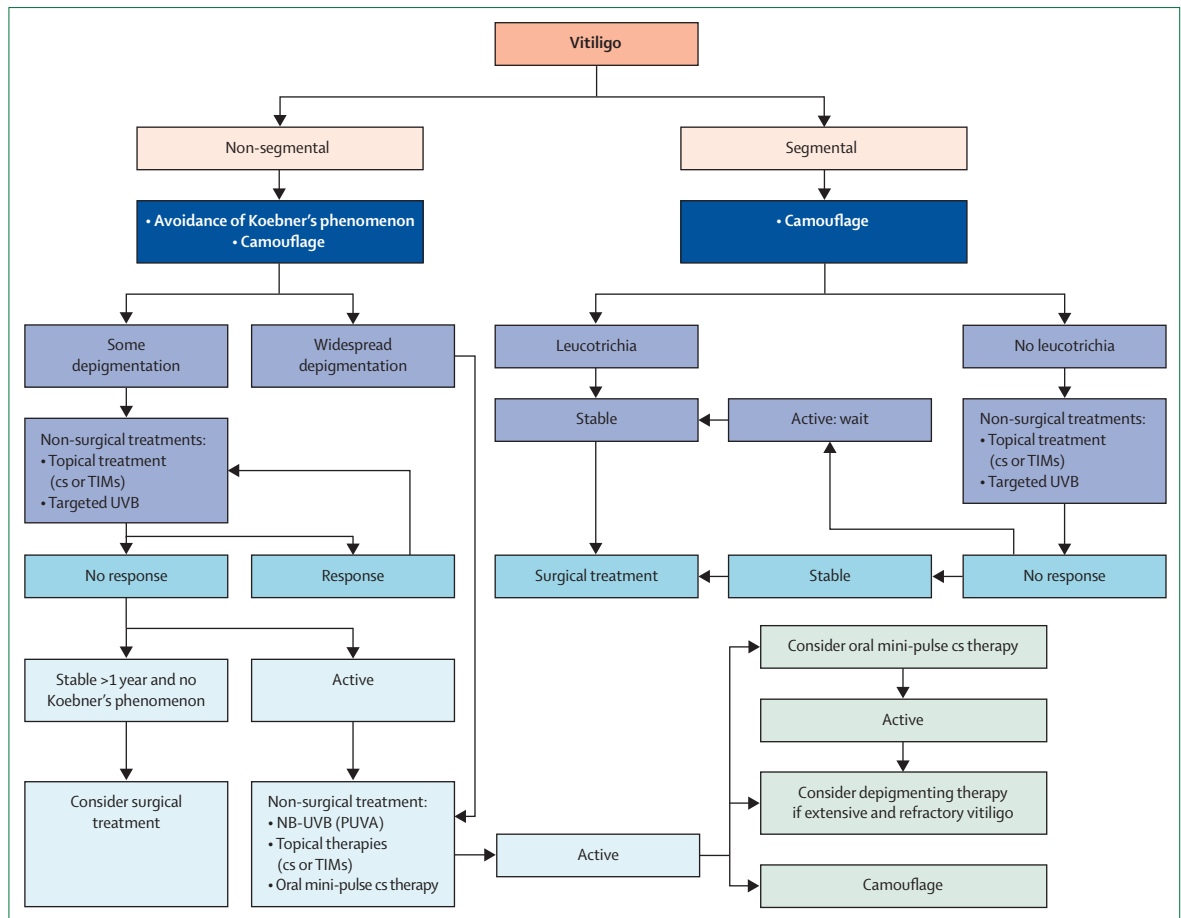 Vitiligo
Non-segmental
Segmental
• Avoidance of Koebner's phenomenon
• Camouflage
• Camouflage
Some
depigmentation
Widespread
depigmentation
Leucotrichia
No leucotrichia
Non-surgical treatments:
• Topical treatment
(cs or TIMs)
• Targeted UVB
Stable
Active: wait
Non-surgical treatments:
• Topical treatment
(cs or TIMs)
• Targeted UVB
No response
Response
Surgical treatment
Stable
No response
Stable >1 year and no
Koebner's phenomenon
Active
Consider oral mini-pulse cs therapy
Active
Consider surgical
treatment
Non-surgical treatment:
• NB-UVB (PUVA)
• Topical therapies
(cs or TIMs)
• Oral mini-pulse cs therapy
Active
Consider depigmenting therapy
if extensive and refractory vitiligo
Camouflage